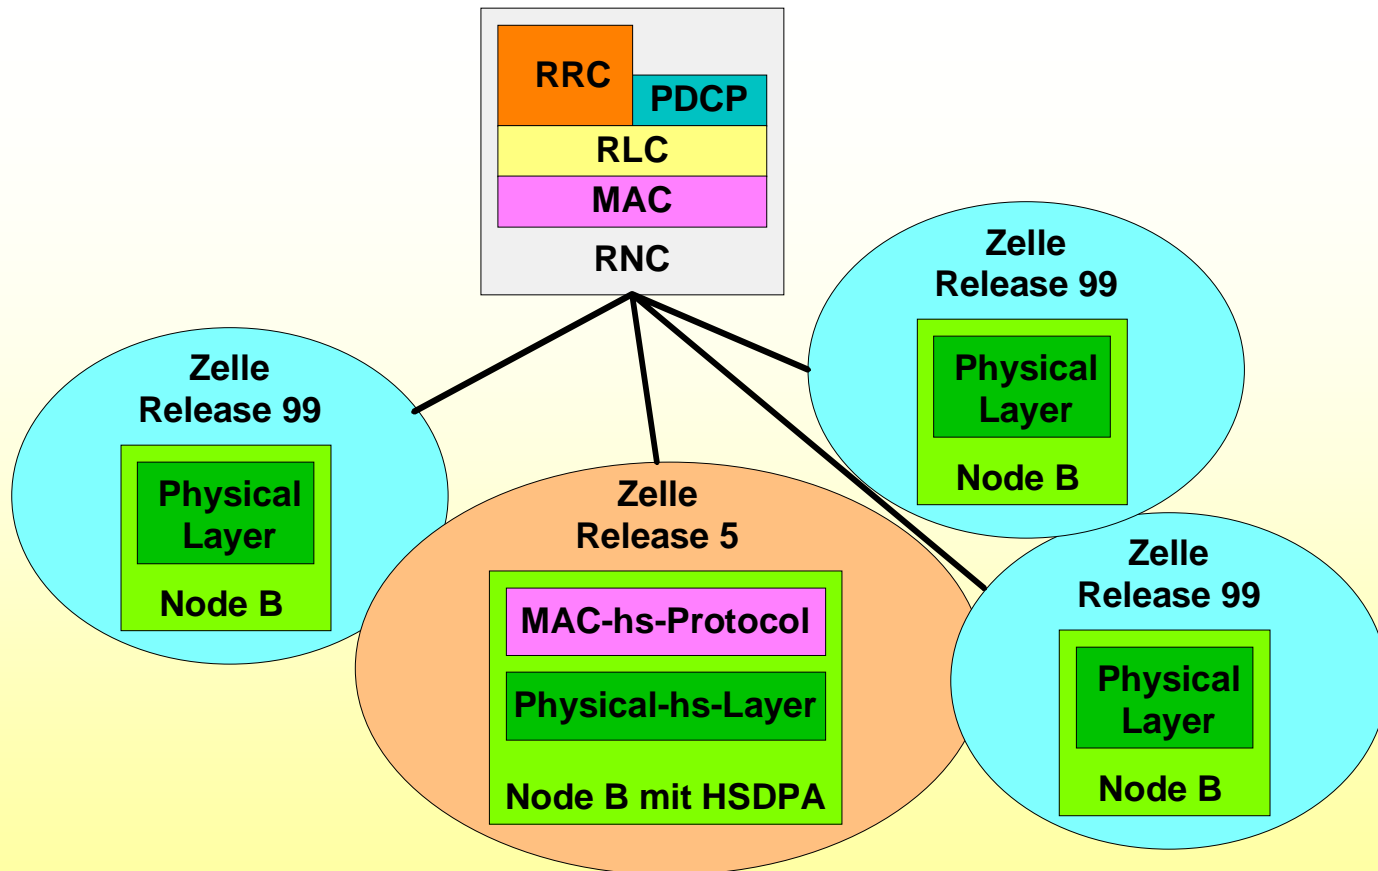 RRC
PDCP
RLC
MAC
RNC
Zelle
Release 99
Physical
Layer
Node B
Zelle
Release 99
Physical
Layer
Node B
Zelle
Release 5
MAC-hs-Protocol
Physical-hs-Layer
Node B mit HSDPA
Zelle
Release 99
Physical
Layer
Node B